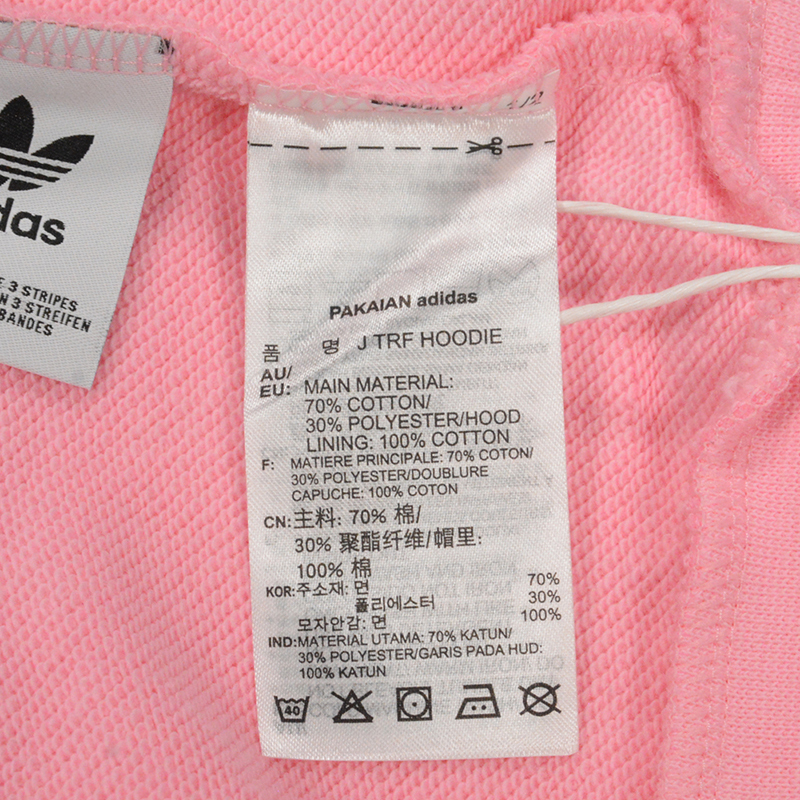 das
3 STRIPES
3 STREIFEN
BANDES
PAKAIAN adidas
품 명 J TRF HOODIE
AU/
EU: MAIN MATERIAL:
70% COTTON/
30% POLYESTER/HOOD
LINING: 100% COTTON
F: MATIERE PRINCIPALE: 70% COTON/
30% POLYESTER/DOUBLURE
CAPUCHE: 100% COTON
CN: 主料: 70% 棉/
30% 聚酯纤维/帽里:
100% 棉
KOR: 주소재: 면 70%
폴리에스터 30%
모자안감: 면 100%
IND: MATERIAL UTAMA: 70% KATUN/
30% POLYESTER/GARIS PADA HUD:
100% KATUN
40